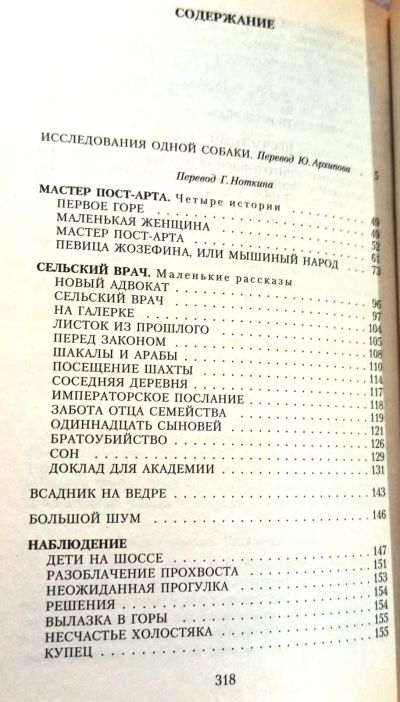 СОДЕРЖАНИЕ
ИССЛЕДОВАНИЯ ОДНОЙ СОБАКИ. Перевод Ю. Архипова . 5
Перевод Г. Ноткина
МАСТЕР ПОСТ-АРТА. Четыре истории . . . . . . . . . 49
ПЕРВОЕ ГОРЕ . . . . . . . . . . . . . . . . . . . . 49
МАЛЕНЬКАЯ ЖЕНЩИНА . . . . . . . . . . . . . . . 52
МАСТЕР ПОСТ-АРТА . . . . . . . . . . . . . . . . . 61
ПЕВИЦА ЖОЗЕФИНА, ИЛИ МЫШИНЫЙ НАРОД . . . . 73
СЕЛЬСКИЙ ВРАЧ. Маленькие рассказы
НОВЫЙ АДВОКАТ . . . . . . . . . . . . . . . . . . . 96
СЕЛЬСКИЙ ВРАЧ . . . . . . . . . . . . . . . . . . . 97
НА ГАЛЕРКЕ . . . . . . . . . . . . . . . . . . . . . 104
ЛИСТОК ИЗ ПРОШЛОГО . . . . . . . . . . . . . . . . 105
ПЕРЕД ЗАКОНОМ . . . . . . . . . . . . . . . . . . . 108
ШАКАЛЫ И АРАБЫ . . . . . . . . . . . . . . . . . . 110
ПОСЕЩЕНИЕ ШАХТЫ . . . . . . . . . . . . . . . . . 114
СОСЕДНЯЯ ДЕРЕВНЯ . . . . . . . . . . . . . . . . . 117
ИМПЕРАТОРСКОЕ ПОСЛАНИЕ . . . . . . . . . . . . . 118
ЗАБОТА ОТЦА СЕМЕЙСТВА . . . . . . . . . . . . . . 119
ОДИННАДЦАТЬ СЫНОВЕЙ . . . . . . . . . . . . . . . 121
БРАТОУБИЙСТВО . . . . . . . . . . . . . . . . . . . 126
СОН . . . . . . . . . . . . . . . . . . . . . . . . . 129
ДОКЛАД ДЛЯ АКАДЕМИИ . . . . . . . . . . . . . . . 131
ВСАДНИК НА ВЕДРЕ . . . . . . . . . . . . . . . . . . 143
БОЛЬШОЙ ШУМ . . . . . . . . . . . . . . . . . . . . 146
НАБЛЮДЕНИЕ
ДЕТИ НА ШОССЕ . . . . . . . . . . . . . . . . . . . 147
РАЗОБЛАЧЕНИЕ ПРОХВОСТА . . . . . . . . . . . . . 151
НЕОЖИДАННАЯ ПРОГУЛКА . . . . . . . . . . . . . . 153
РЕШЕНИЯ . . . . . . . . . . . . . . . . . . . . . . . 154
ВЫЛАЗКА В ГОРЫ . . . . . . . . . . . . . . . . . . 154
НЕСЧАСТЬЕ ХОЛОСТЯКА . . . . . . . . . . . . . . . 155
КУПЕЦ . . . . . . . . . . . . . . . . . . . . . . . . 155
318